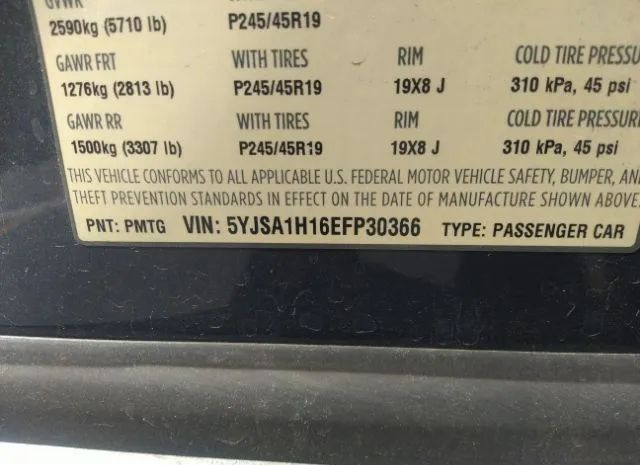 GVWR
2590kg (5710 lb) P245/45R19
GAWR FRT WITH TIRES RIM COLD TIRE PRESSU
1276kg (2813 lb) P245/45R19 19X8 J 310 kPa, 45 psi
GAWR RR WITH TIRES RIM COLD TIRE PRESSURE
1500kg (3307 lb) P245/45R19 19X8 J 310 kPa, 45 psi
THIS VEHICLE CONFORMS TO ALL APPLICABLE U.S. FEDERAL MOTOR VEHICLE SAFETY, BUMPER, AN
THEFT PREVENTION STANDARDS IN EFFECT ON THE DATE OF MANUFACTURE SHOWN ABOVE.
PNT: PMTG VIN: 5YJSA1H16EFP30366 TYPE: PASSENGER CAR